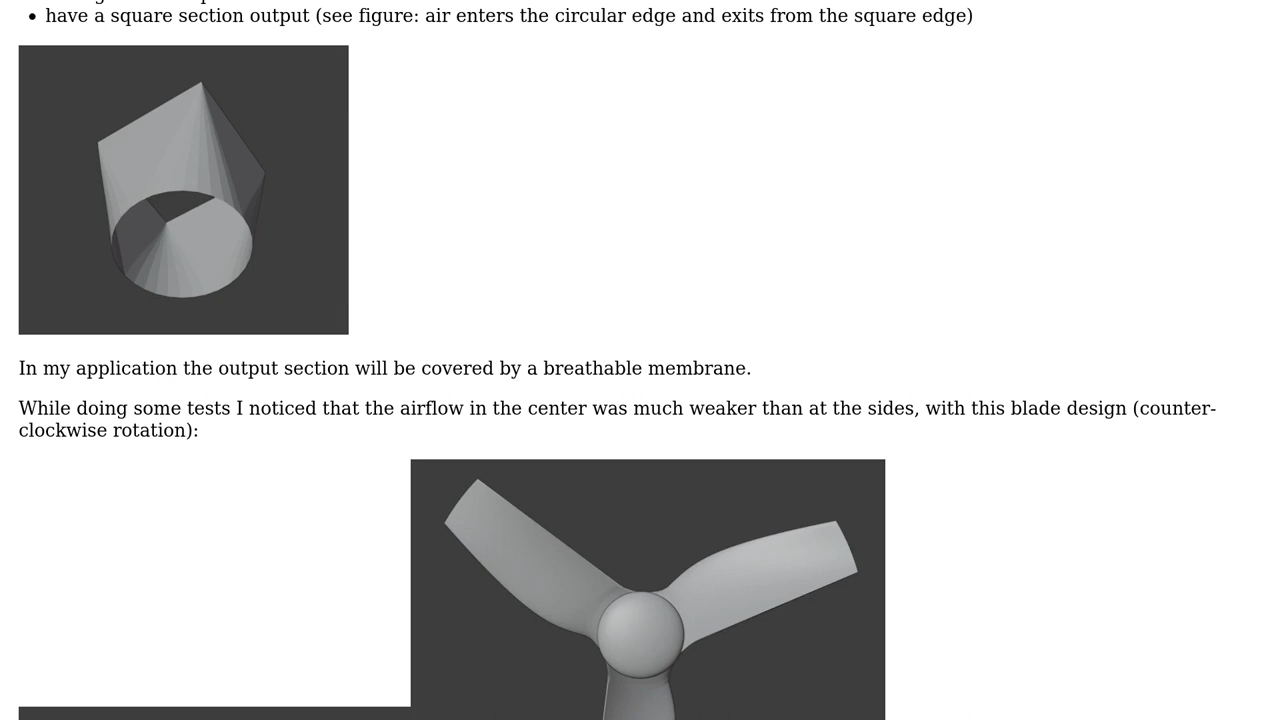 • have a square section output (see figure: air enters the circular edge and exits from the square edge)
In my application the output section will be covered by a breathable membrane.
While doing some tests I noticed that the airflow in the center was much weaker than at the sides, with this blade design (counter-
clockwise rotation):